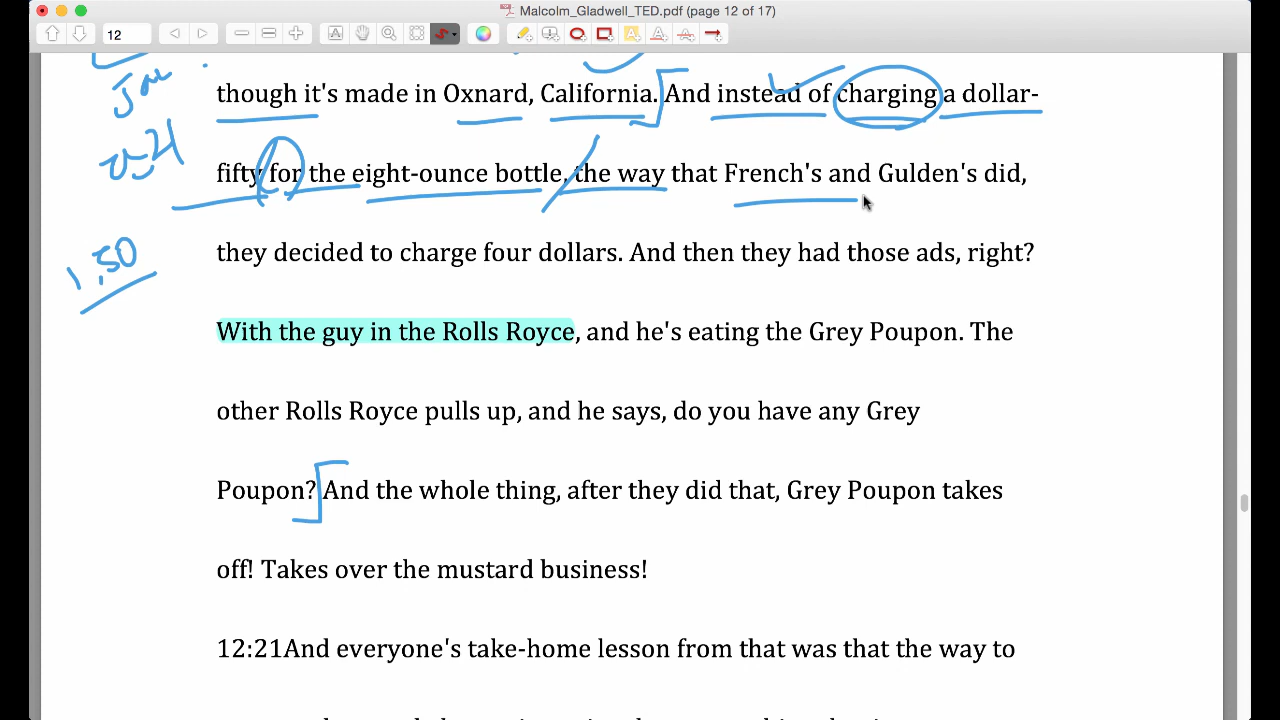 Malcolm_Gladwell_TED.pdf (page 12 of 17)
12
though it's made in Oxnard, California. And instead of charging a dollar-
fifty for the eight-ounce bottle, the way that French's and Gulden's did,
1.50
they decided to charge four dollars. And then they had those ads, right?
With the guy in the Rolls Royce, and he's eating the Grey Poupon. The
other Rolls Royce pulls up, and he says, do you have any Grey
Poupon? And the whole thing, after they did that, Grey Poupon takes
off! Takes over the mustard business!
12:21And everyone's take-home lesson from that was that the way to